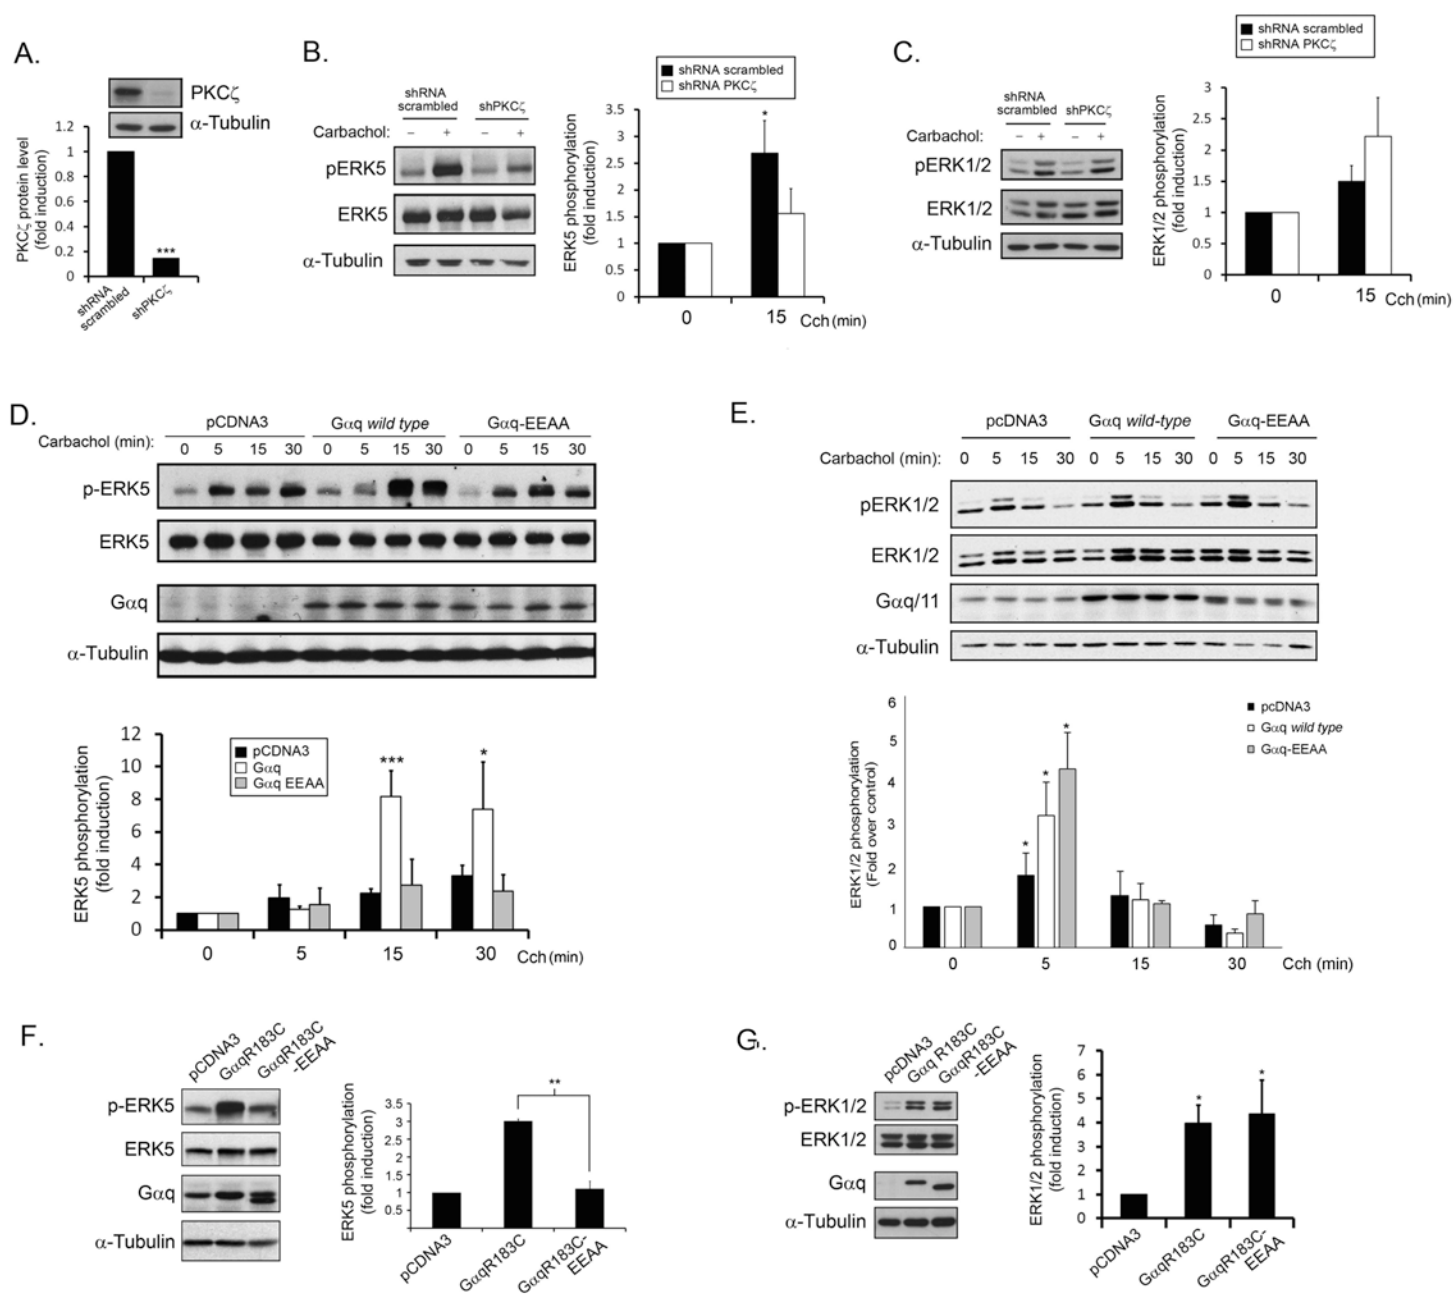 A.
PKCζ
α-Tubulin
PKCζ protein level
(fold induction)
1.2
1
0.8
0.6
0.4
0.2
0
***
shRNA
scrambled
shPKCζ
B.
shRNA
scrambled
shPKCζ
Carbachol: – + – +
pERK5
ERK5
α-Tubulin
shRNA scrambled
shRNA PKCζ
ERK5 phosphorylation
(fold induction)
3.5
3
2.5
2
1.5
1
0.5
0
*
0 15 Cch (min)
C.
shRNA
scrambled
shPKCζ
Carbachol: – + – +
pERK1/2
ERK1/2
α-Tubulin
shRNA scrambled
shRNA PKCζ
ERK1/2 phosphorylation
(fold induction)
3
2.5
2
1.5
1
0.5
0
0 15 Cch (min)
D.
pCDNA3 Gαq wild type Gαq-EEAA
Carbachol (min): 0 5 15 30 0 5 15 30 0 5 15 30
p-ERK5
ERK5
Gαq
α-Tubulin
ERK5 phosphorylation
(fold induction)
12
10
8
6
4
2
0
pCDNA3
Gαq
Gαq EEAA
*** *
0 5 15 30 Cch (min)
E.
pcDNA3 Gαq wild-type Gαq-EEAA
Carbachol (min): 0 5 15 30 0 5 15 30 0 5 15 30
pERK1/2
ERK1/2
Gαq/11
α-Tubulin
ERK1/2 phosphorylation
(Fold over control)
6
5
4
3
2
1
0
pcDNA3
Gαq wild type
Gαq-EEAA
* * *
0 5 15 30 Cch (min)
F.
pCDNA3
GαqR183C
GαqR183C
-EEAA
p-ERK5
ERK5
Gαq
α-Tubulin
ERK5 phosphorylation
(fold induction)
3.5
3
2.5
2
1.5
1
0.5
**
pCDNA3
GαqR183C
GαqR183C-
EEAA
G.
pcDNA3
Gαq R183C
GαqR183C
-EEAA
p-ERK1/2
ERK1/2
Gαq
α-Tubulin
ERK1/2 phosphorylation
(fold induction)
7
6
5
4
3
2
1
0
* *
pCDNA3
GαqR183C
GαqR183C-
EEAA